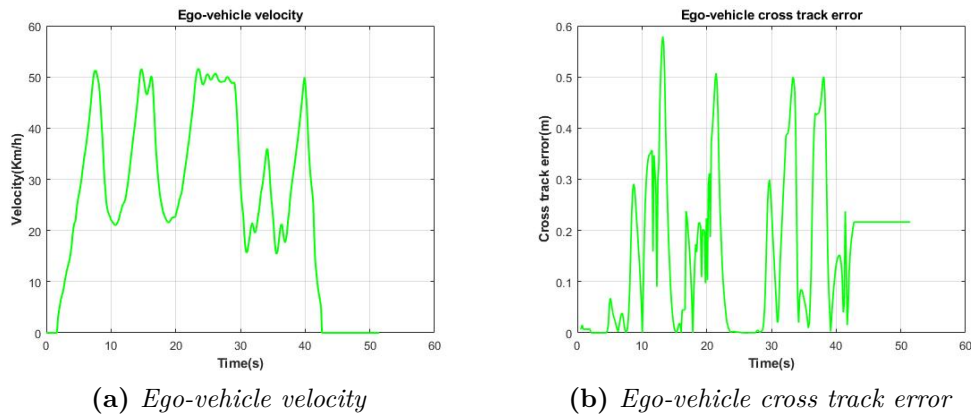 Ego-vehicle velocity
60
50
40
30
20
10
0
Velocity(Km/h)
0 10 20 30 40 50 60
Time(s)
(a) Ego-vehicle velocity
Ego-vehicle cross track error
0.6
0.5
0.4
0.3
0.2
0.1
0
Cross track error(m)
0 10 20 30 40 50 60
Time(s)
(b) Ego-vehicle cross track error